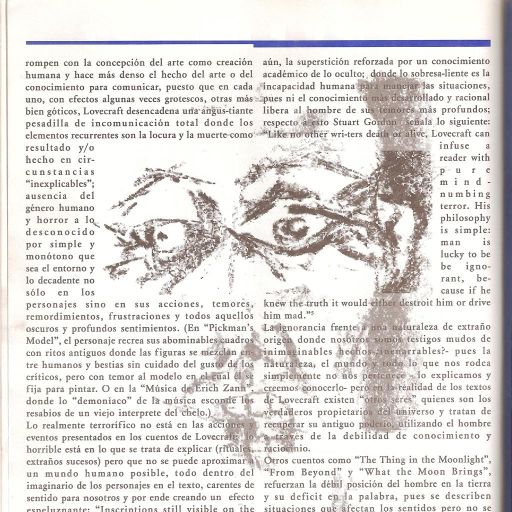 rompen con la concepción del arte como creación
humana y hace más denso el hecho del arte o del
conocimiento para comunicar, puesto que en cada
uno, con efectos algunas veces grotescos, otras más
bien góticos, Lovecraft desencadena una angus-tiante
pesadilla de incomunicación total donde los
elementos recurrentes son la locura y la muerte como
resultado y/o
hecho en cir-
cunstancias
"inexplicables";
ausencia del
género humano
y horror a lo
desconocido
por simple y
monótono que
sea el entorno y
lo decadente no
sólo en los
personajes sino en sus acciones, temores,
remordimientos, frustraciones y todos aquellos
oscuros y profundos sentimientos. (En "Pickman's
Model", el personaje recrea sus abominables cuadros
con ritos antiguos donde las figuras se mezclan en-
tre humanos y bestias sin cuidado del gusto de los
críticos, pero con temor al modelo en el cual él se
fija para pintar. O en la "Música de Erich Zann"
donde lo "demoniaco" de la música esconde los
resabios de un viejo interprete del cielo.)
Lo realmente terrorífico no está en las acciones o
eventos presentados en los cuentos de Lovecraft, lo
horrible está en lo que se trata de explicar (rituales,
extraños sucesos) pero que no se puede aproximar a
un mundo humano posible, todo dentro del
imaginario de los personajes en el texto, carentes de
sentido para nosotros y por ende creando un efecto
espeluznante: "Inscriptions still visible on the
aún, la superstición reforzada por un conocimiento
académico de lo oculto; donde lo sobresa-liente es la
incapacidad humana para manejar las situaciones,
pues ni el conocimiento más desarrollado y racional
libera al hombre de sus temores más profundos;
respecto a esto Stuart Gordon señala lo siguiente:
"Like no other wri-ters death or alive, Lovecraft can
infuse a
reader with
pure
mind-
numbing
terror. His
philosophy
is simple:
man is
lucky to be
be igno-
rant, be-
cause if he
knew the truth it would either destroit him or drive
him mad."⁵
La ignorancia frente a una naturaleza de extraño
origen donde nosotros somos testigos mudos de
inimaginables -¿o innenarrables?- pues la
naturaleza, el mundo y todo lo que nos rodea
simplemente no nos pertenece -lo explicamos y
creemos conocerlo- pero en la realidad de los textos
de Lovecraft existen "otros seres" quienes son los
verdaderos propietarios del universo y tratan de
recuperar su antiguo poder utilizando el hombre
a través de la debilidad de conocimiento y
raciocinio.
Otros cuentos como "The Thing in the Moonlight",
"From Beyond" y "What the Moon Brings",
refuerzan la débil posición del hombre en la tierra
y su deficit en la palabra, pues se describen
situaciones que afectan los sentidos pero no se